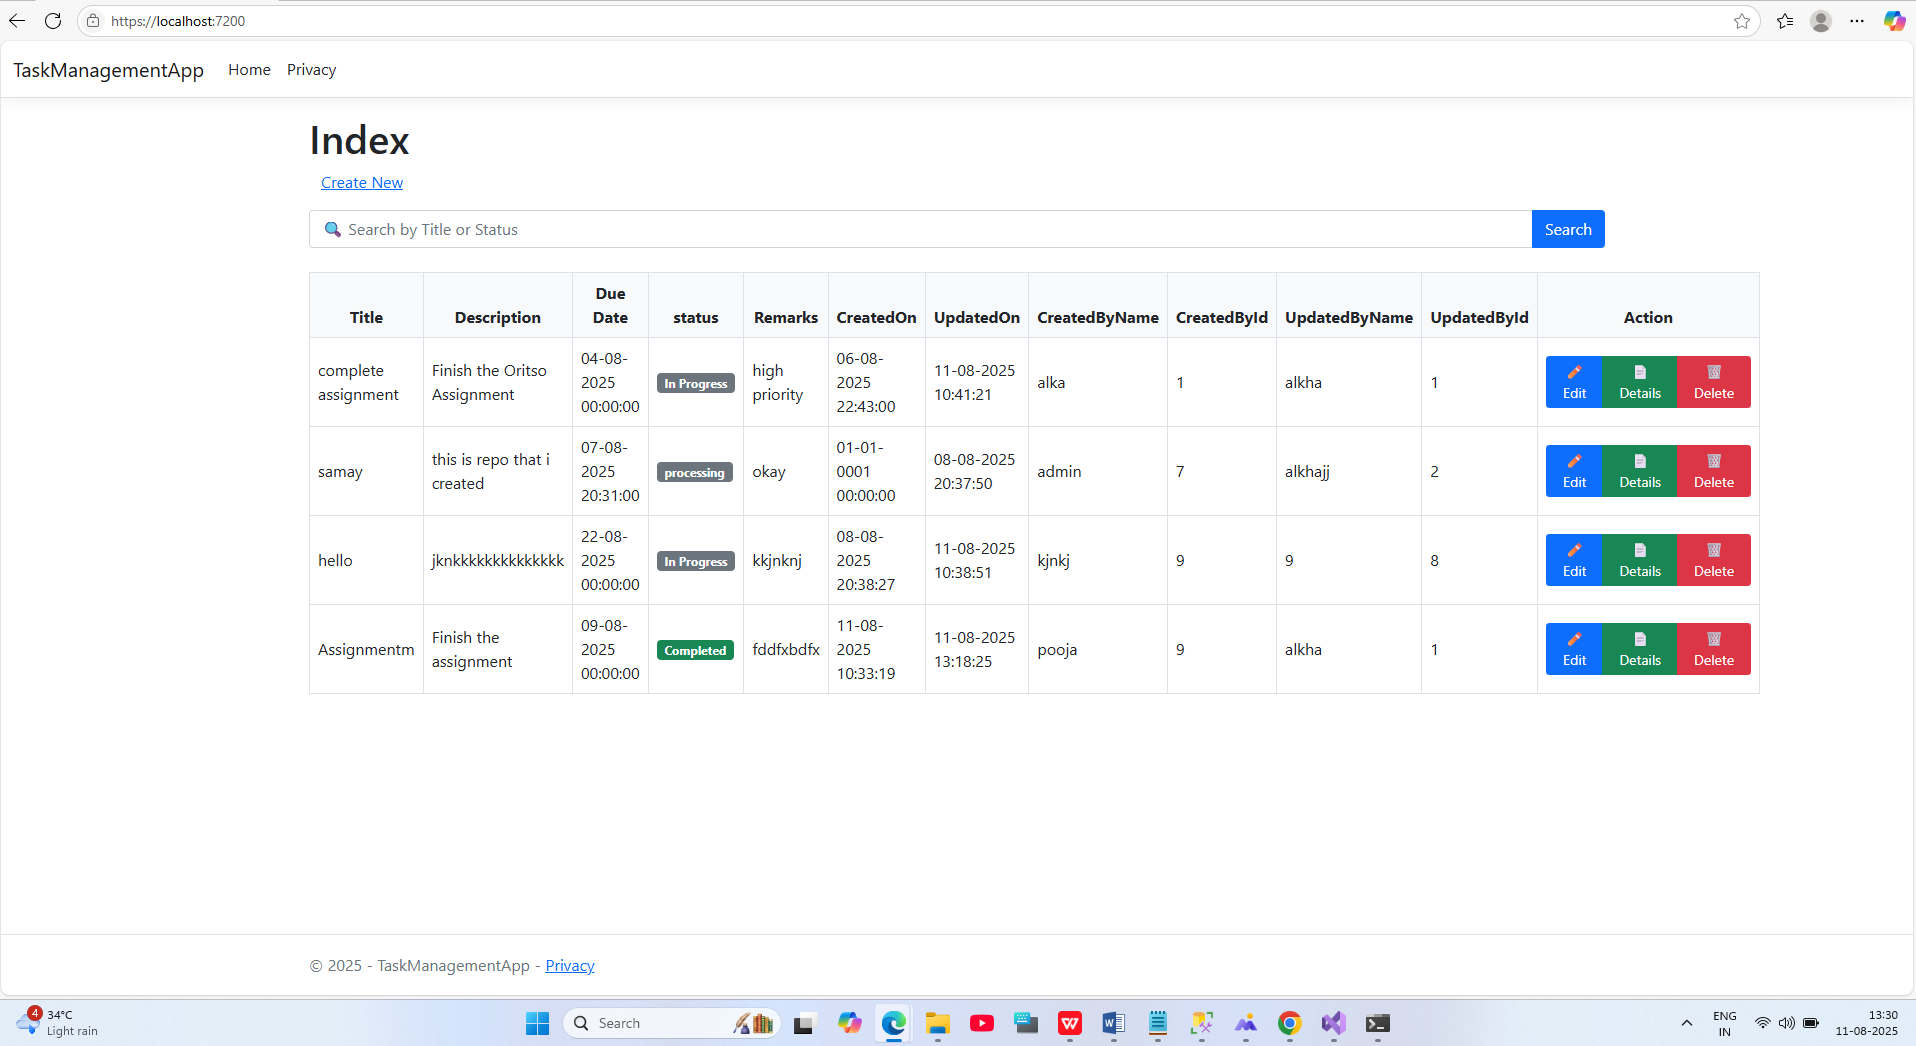 https://localhost:7200
TaskManagementApp Home Privacy
Index
Create New
Search by Title or Status Search
Title Description Due Date status Remarks CreatedOn UpdatedOn CreatedByName CreatedById UpdatedByName UpdatedById Action
complete assignment Finish the Oritso Assignment 04-08-2025 00:00:00 In Progress high priority 06-08-2025 22:43:00 11-08-2025 10:41:21 alka 1 alkha 1 Edit Details Delete
samay this is repo that i created 07-08-2025 20:31:00 processing okay 01-01-0001 00:00:00 08-08-2025 20:37:50 admin 7 alkhajj 2 Edit Details Delete
hello jknkkkkkkkkkkkkkk 22-08-2025 00:00:00 In Progress kkjnknj 08-08-2025 20:38:27 11-08-2025 10:38:51 kjnkj 9 9 8 Edit Details Delete
Assignmentm Finish the assignment 09-08-2025 00:00:00 Completed fddfxbdfx 11-08-2025 10:33:19 11-08-2025 13:18:25 pooja 9 alkha 1 Edit Details Delete
© 2025 - TaskManagementApp - Privacy
4 34°C
Light rain
Search
ENG
IN
13:30
11-08-2025